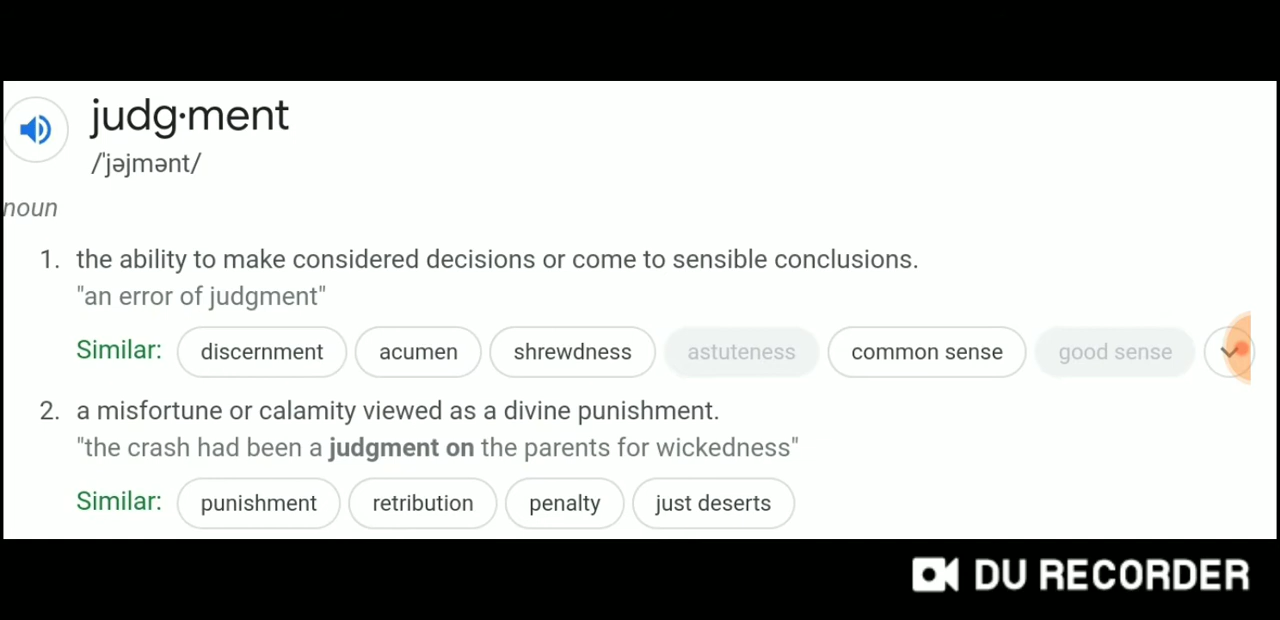 judg·ment
/ˈjəjmənt/
noun
1. the ability to make considered decisions or come to sensible conclusions.
"an error of judgment"
Similar: discernment acumen shrewdness astuteness common sense good sense
2. a misfortune or calamity viewed as a divine punishment.
"the crash had been a judgment on the parents for wickedness"
Similar: punishment retribution penalty just deserts
DU RECORDER